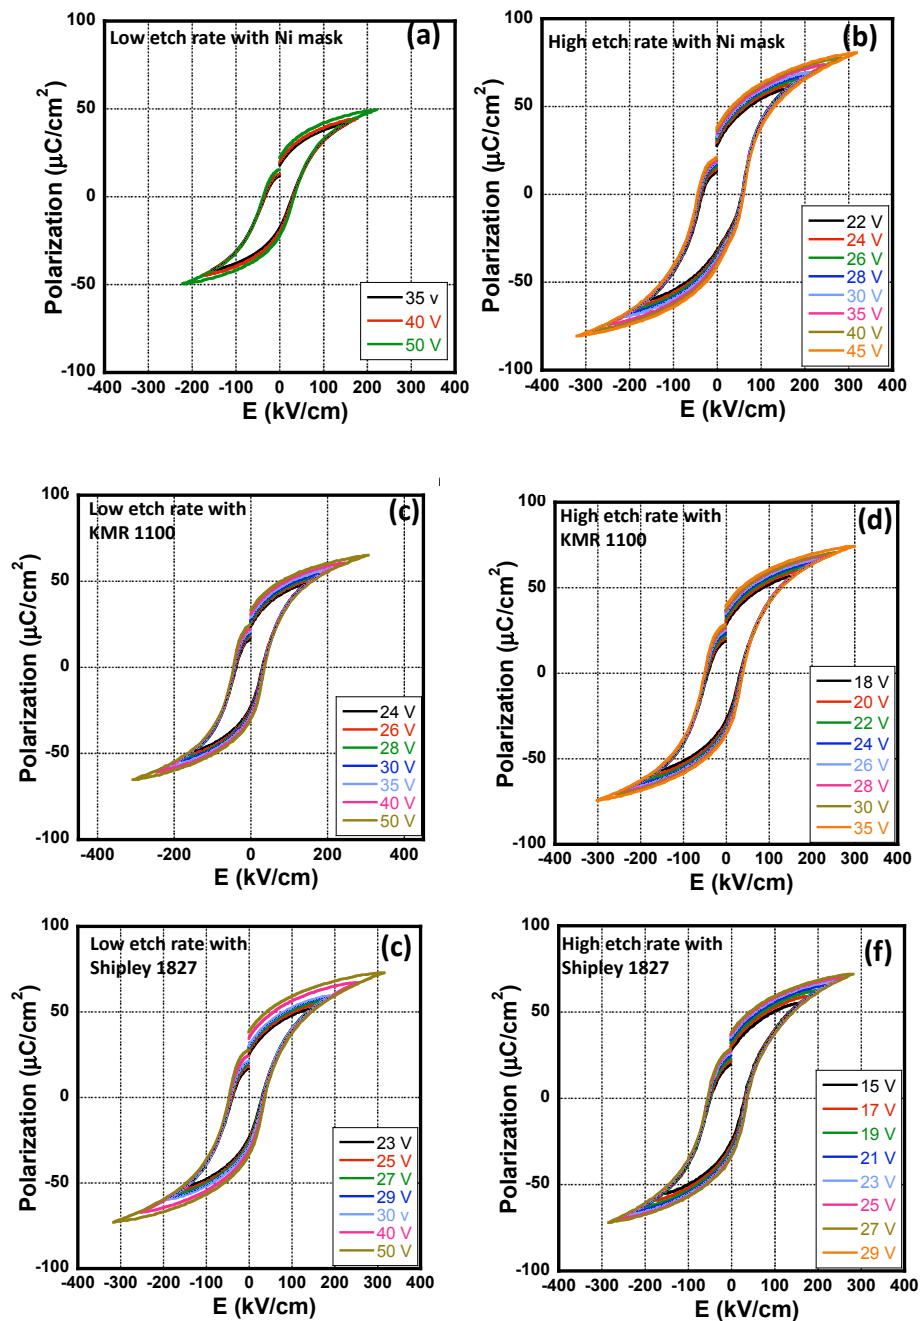 Low etch rate with Ni mask
(a)
100
50
0
-50
-100
Polarization (μC/cm²)
-400 -300 -200 -100 0 100 200 300 400
E (kV/cm)
35 v
40 V
50 V
High etch rate with Ni mask
(b)
100
50
0
-50
-100
Polarization (μC/cm²)
-400 -300 -200 -100 0 100 200 300 400
E (kV/cm)
22 V
24 V
26 V
28 V
30 V
35 V
40 V
45 V
Low etch rate with
KMR 1100
(c)
100
50
0
-50
-100
Polarization (μC/cm²)
-400 -200 0 200 400
E (kV/cm)
24 V
26 V
28 V
30 V
35 V
40 V
50 V
High etch rate with
KMR 1100
(d)
100
50
0
-50
-100
Polarization (μC/cm²)
-400 -300 -200 -100 0 100 200 300 400
E (kV/cm)
18 V
20 V
22 V
24 V
26 V
28 V
30 V
35 V
Low etch rate with
Shipley 1827
(c)
100
50
0
-50
-100
Polarization (μC/cm²)
-400 -300 -200 -100 0 100 200 300 400
E (kV/cm)
23 V
25 V
27 V
29 V
30 v
40 V
50 V
High etch rate with
Shipley 1827
(f)
100
50
0
-50
-100
Polarization (μC/cm²)
-400 -300 -200 -100 0 100 200 300 400
E (kV/cm)
15 V
17 V
19 V
21 V
23 V
25 V
27 V
29 V